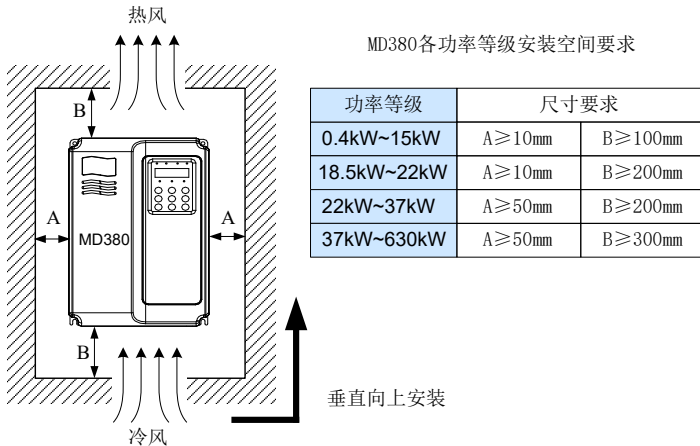 热风
MD380各功率等级安装空间要求
功率等级 尺寸要求
0.4kW~15kW A≥10mm B≥100mm
18.5kW~22kW A≥10mm B≥200mm
22kW~37kW A≥50mm B≥200mm
37kW~630kW A≥50mm B≥300mm
B
A
A
MD380
B
垂直向上安装
冷风